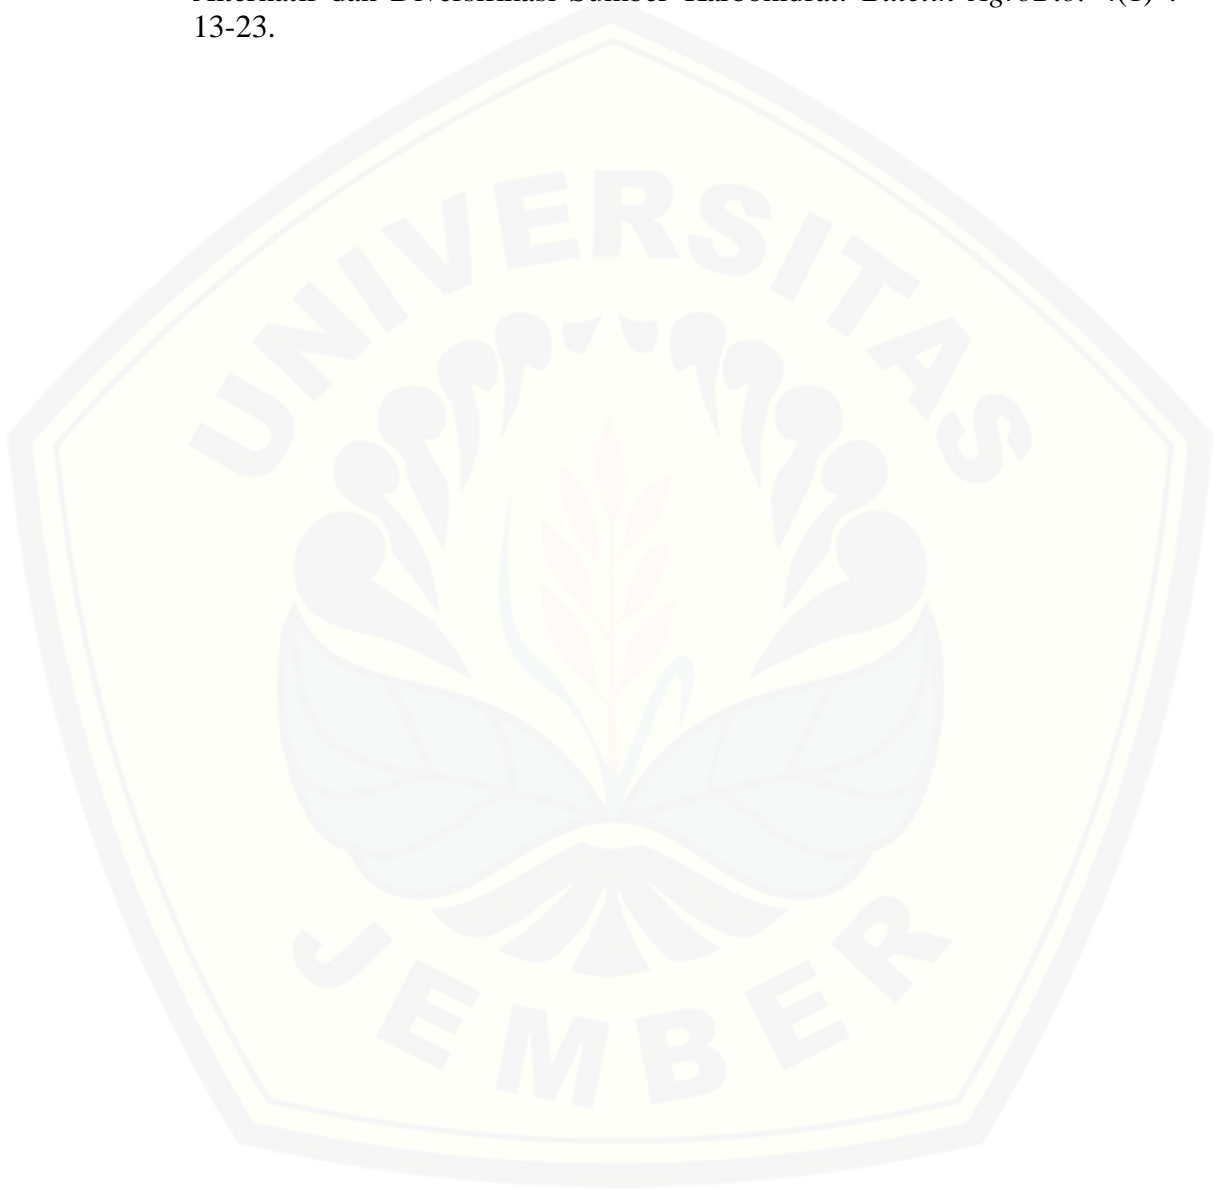 Alternatif dan Diversifikasi Sumber Karbohidrat. Buletin AgroBio. 4(1) :
13-23.
UNIVERSITAS
JEMBER